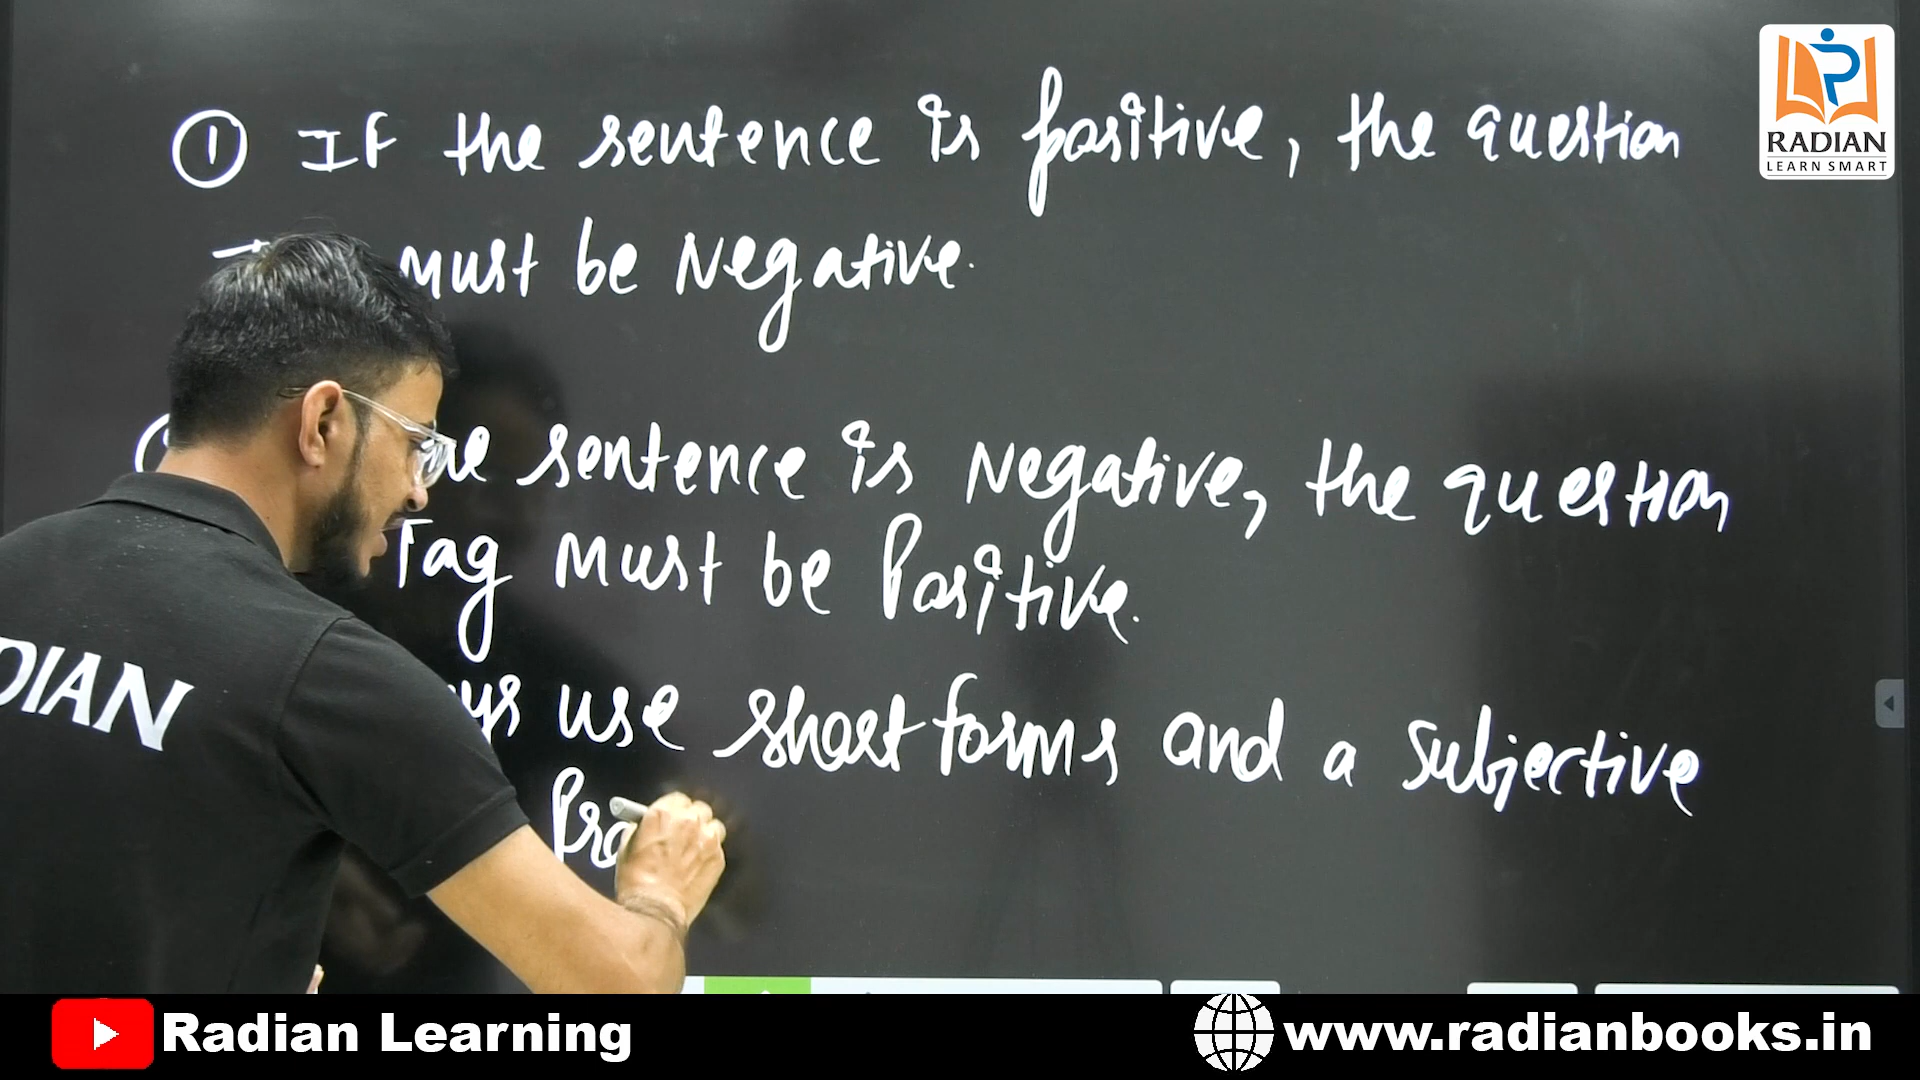 ① If the sentence is positive, the question
must be Negative.
sentence is Negative, the question
Tag must be Positive.
use short forms and a subjective
RADIAN
LEARN SMART
DIAN
Radian Learning
www.radianbooks.in